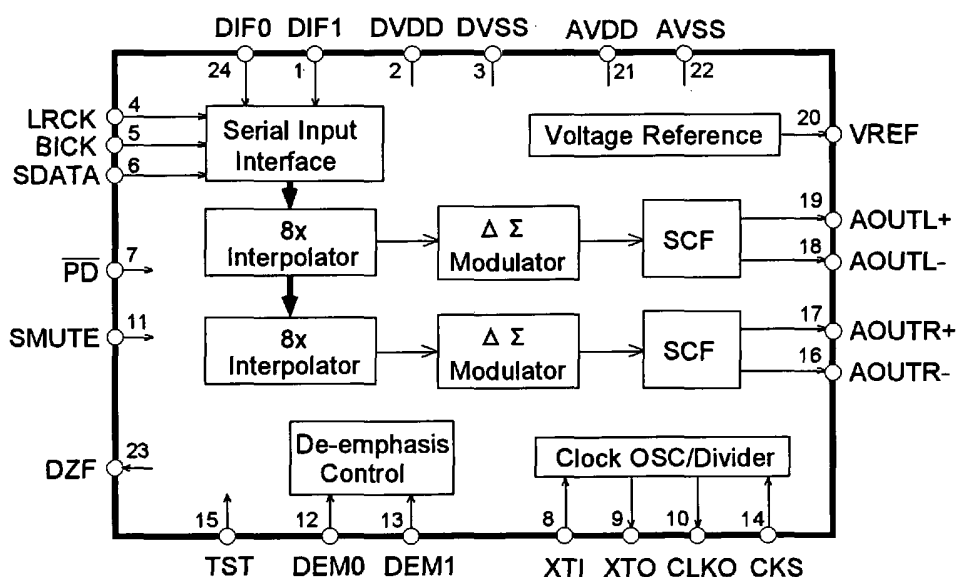 DIF0 DIF1 DVDD DVSS AVDD AVSS
24 1 2 3 21 22
LRCK 4
BICK 5
SDATA 6
Serial Input
Interface
Voltage Reference
20 VREF
8x
Interpolator
Δ Σ
Modulator
SCF
19 AOUTL+
18 AOUTL-
PD 7
SMUTE 11
8x
Interpolator
Δ Σ
Modulator
SCF
17 AOUTR+
16 AOUTR-
DZF 23
De-emphasis
Control
Clock OSC/Divider
15 12 13 8 9 10 14
TST DEM0 DEM1 XTI XTO CLKO CKS